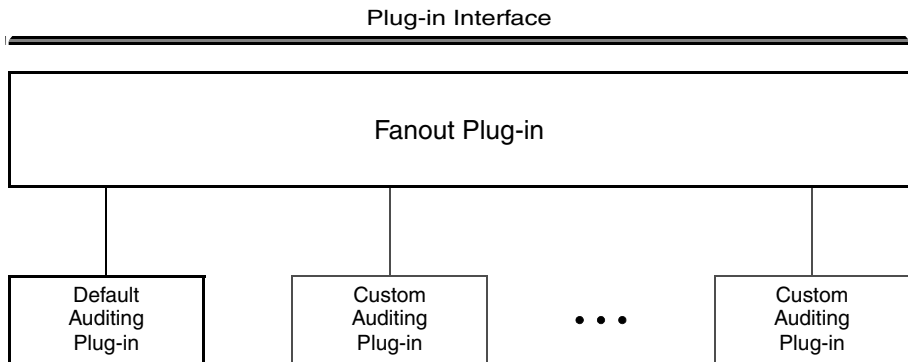 Plug-in Interface
Fanout Plug-in
Default
Auditing
Plug-in
Custom
Auditing
Plug-in
• • •
Custom
Auditing
Plug-in